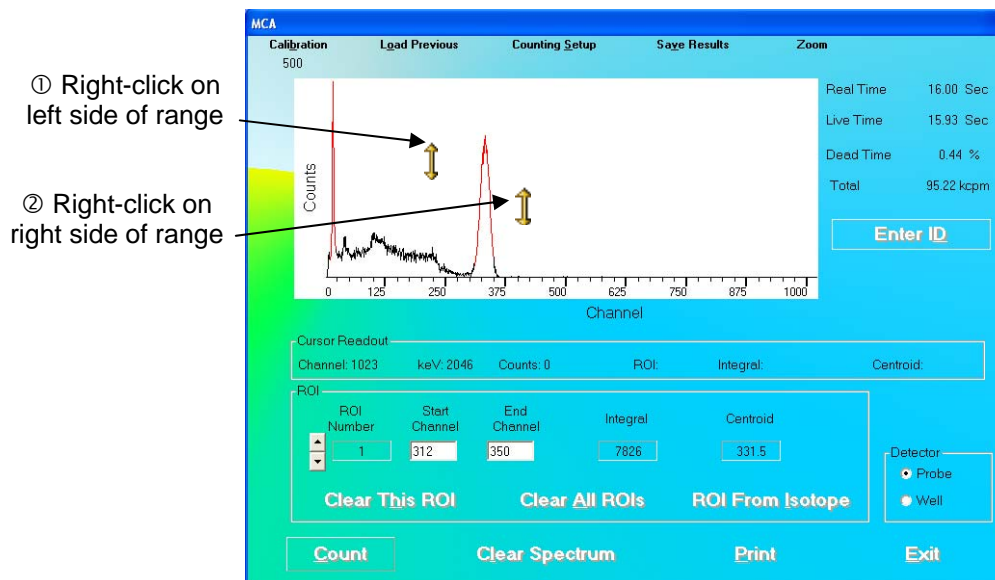 ① Right-click on
left side of range
② Right-click on
right side of range
MCA
Calibration Load Previous Counting Setup Save Results Zoom
500
Counts
0 125 250 375 500 625 750 875 1000
Channel
Real Time 16.00 Sec
Live Time 15.93 Sec
Dead Time 0.44 %
Total 95.22 kcpm
Enter ID
Cursor Readout
Channel: 1023 keV: 2046 Counts: 0 ROI: Integral: Centroid:
ROI
ROI Number Start Channel End Channel Integral Centroid
1 312 350 7826 331.5
Clear This ROI Clear All ROIs ROI From Isotope
Detector
Probe
Well
Count Clear Spectrum Print Exit